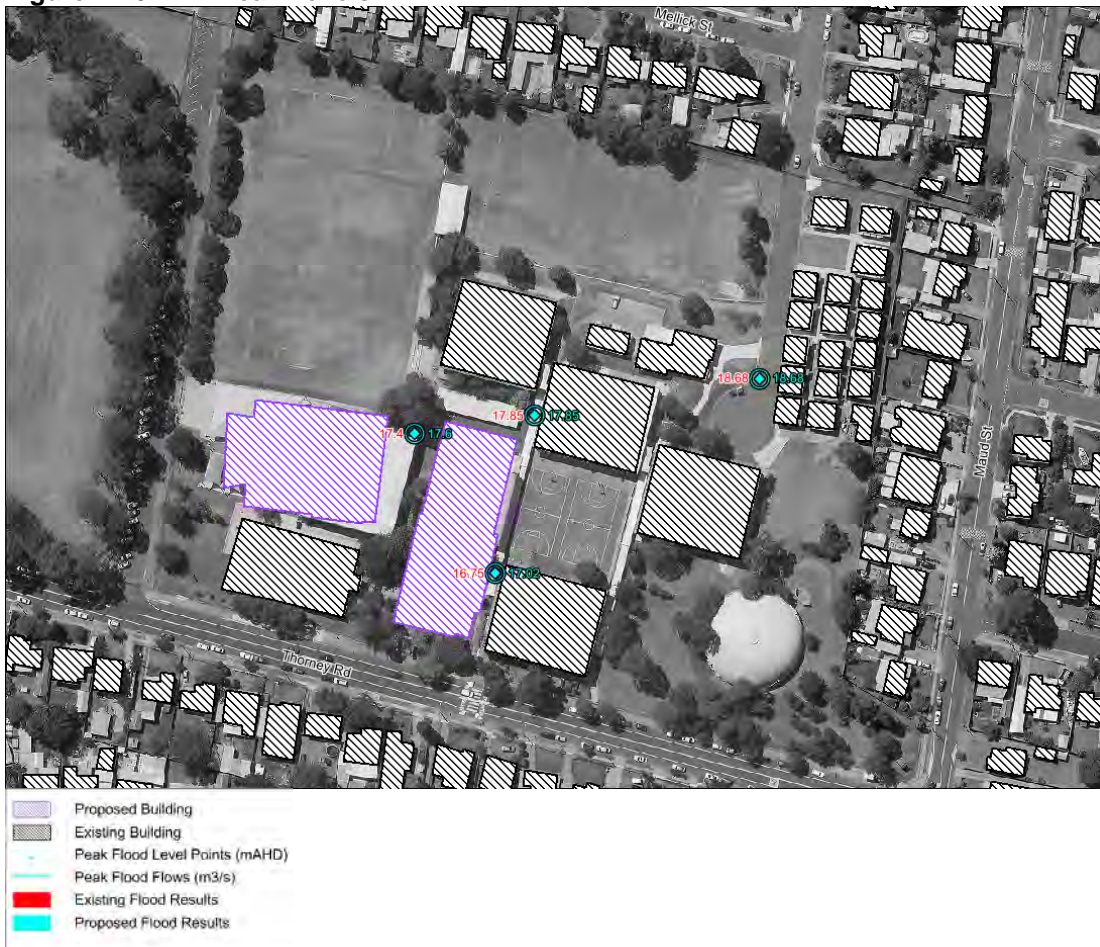 Mellick St
18.68 18.68
17.85 17.85
17.4 17.6
Maud St
16.75 17.02
Thorney Rd
Proposed Building
Existing Building
Peak Flood Level Points (mAHD)
Peak Flood Flows (m3/s)
Existing Flood Results
Proposed Flood Results